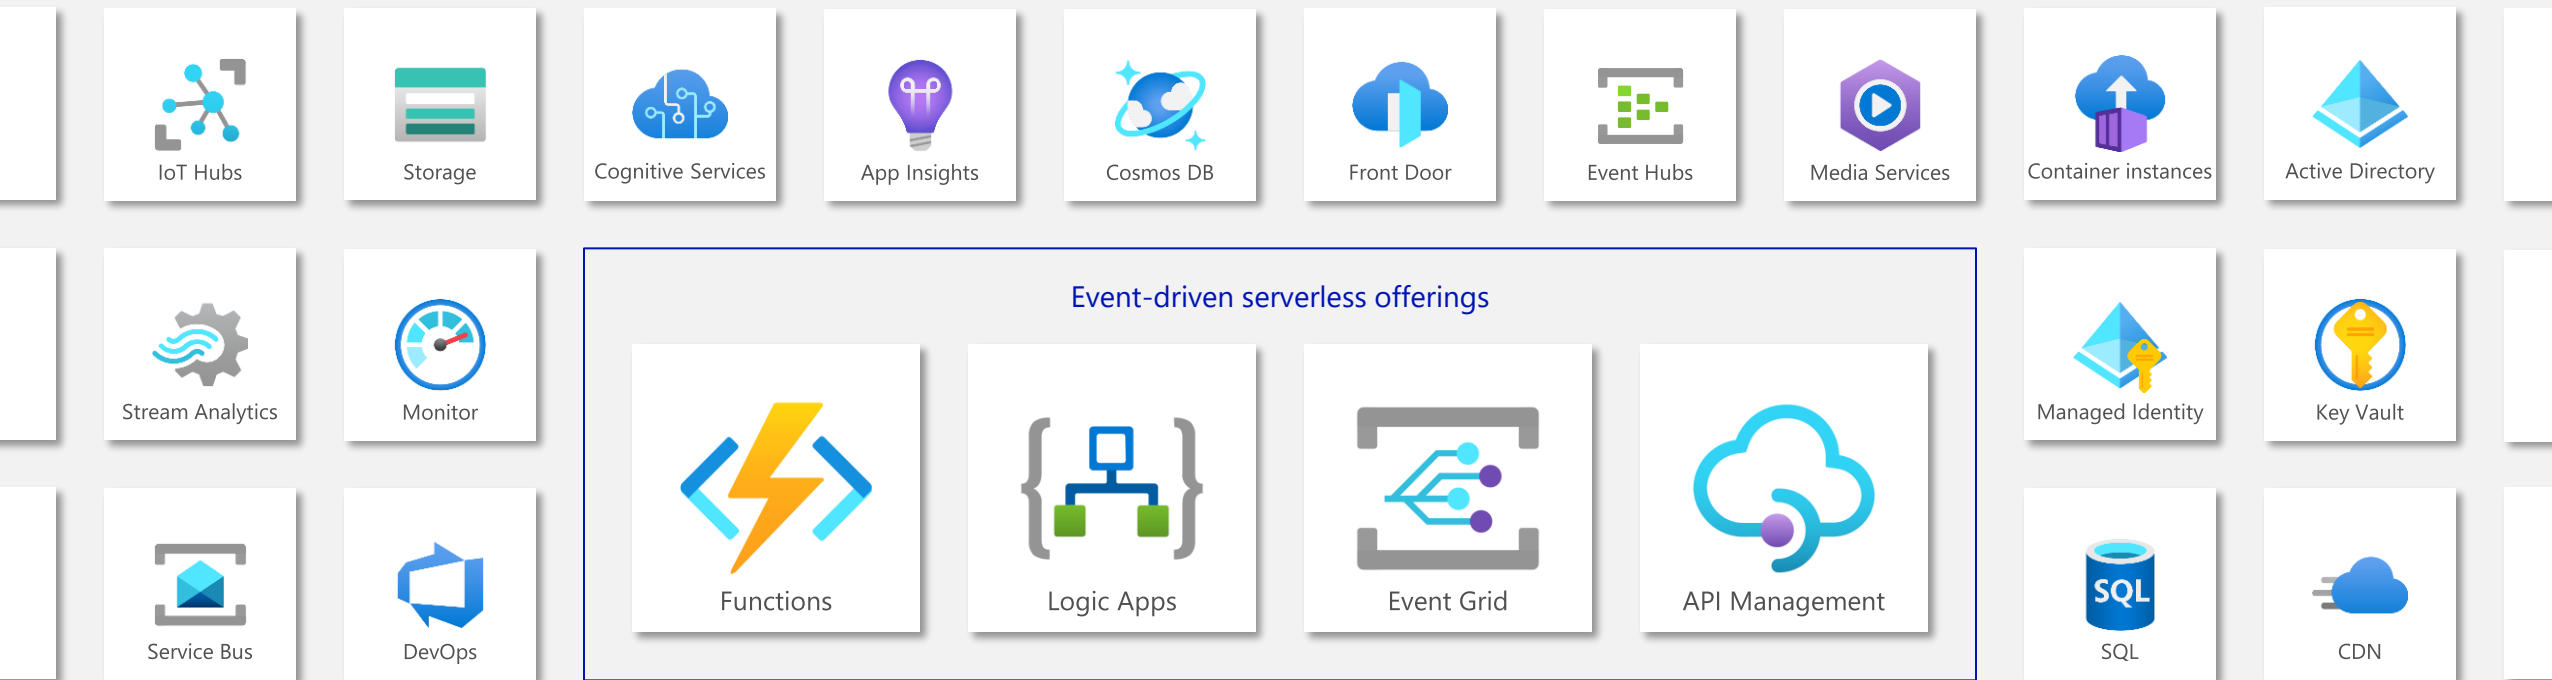 IoT Hubs
Storage
Cognitive Services
App Insights
Cosmos DB
Front Door
Event Hubs
Media Services
Container instances
Active Directory
Event-driven serverless offerings
Stream Analytics
Monitor
Managed Identity
Key Vault
Functions
Logic Apps
Event Grid
API Management
SQL
Service Bus
DevOps
SQL
CDN